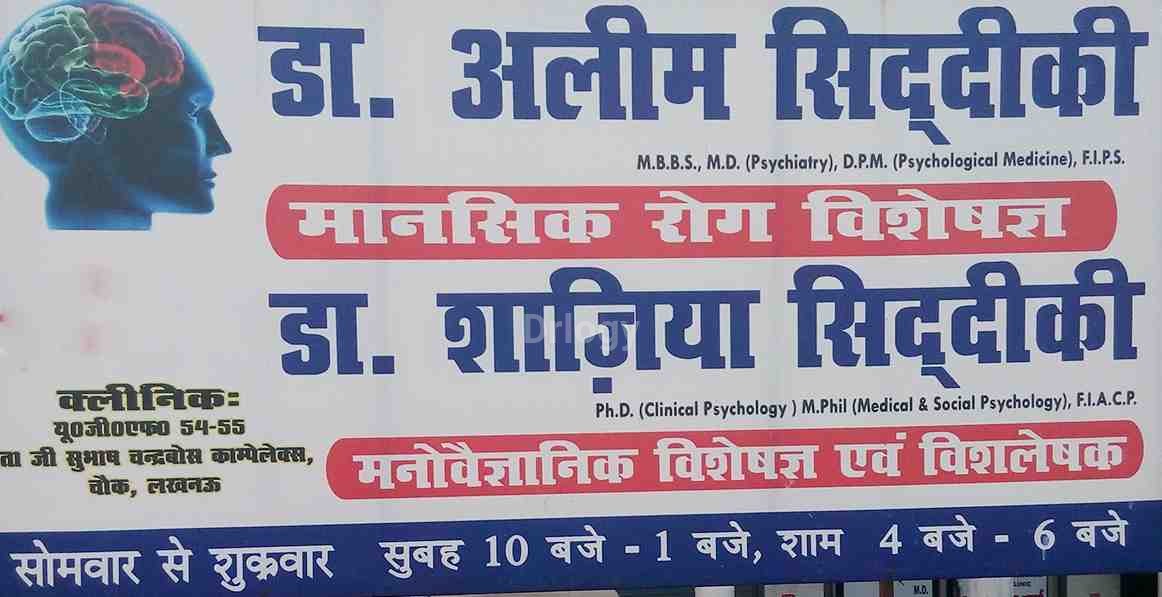 डा. अलीम सिद्दीकी
M.B.B.S., M.D. (Psychiatry), D.P.M. (Psychological Medicine), F.I.P.S.
मानसिक रोग विशेषज्ञ
डा. शाज़िया सिद्दीकी
Drlogy
Ph.D. (Clinical Psychology ) M.Phil (Medical & Social Psychology), F.I.A.C.P.
मनोवैज्ञानिक विशेषज्ञ एवं विशलेषक
क्लीनिक:
यू0जी0एफ0 54-55
ता जी सुभाष चन्द्रबोस काम्पेलेक्स,
चौक, लखनऊ
सोमवार से शुक्रवार सुबह 10 बजे - 1 बजे, शाम 4 बजे - 6 बजे
M.D.